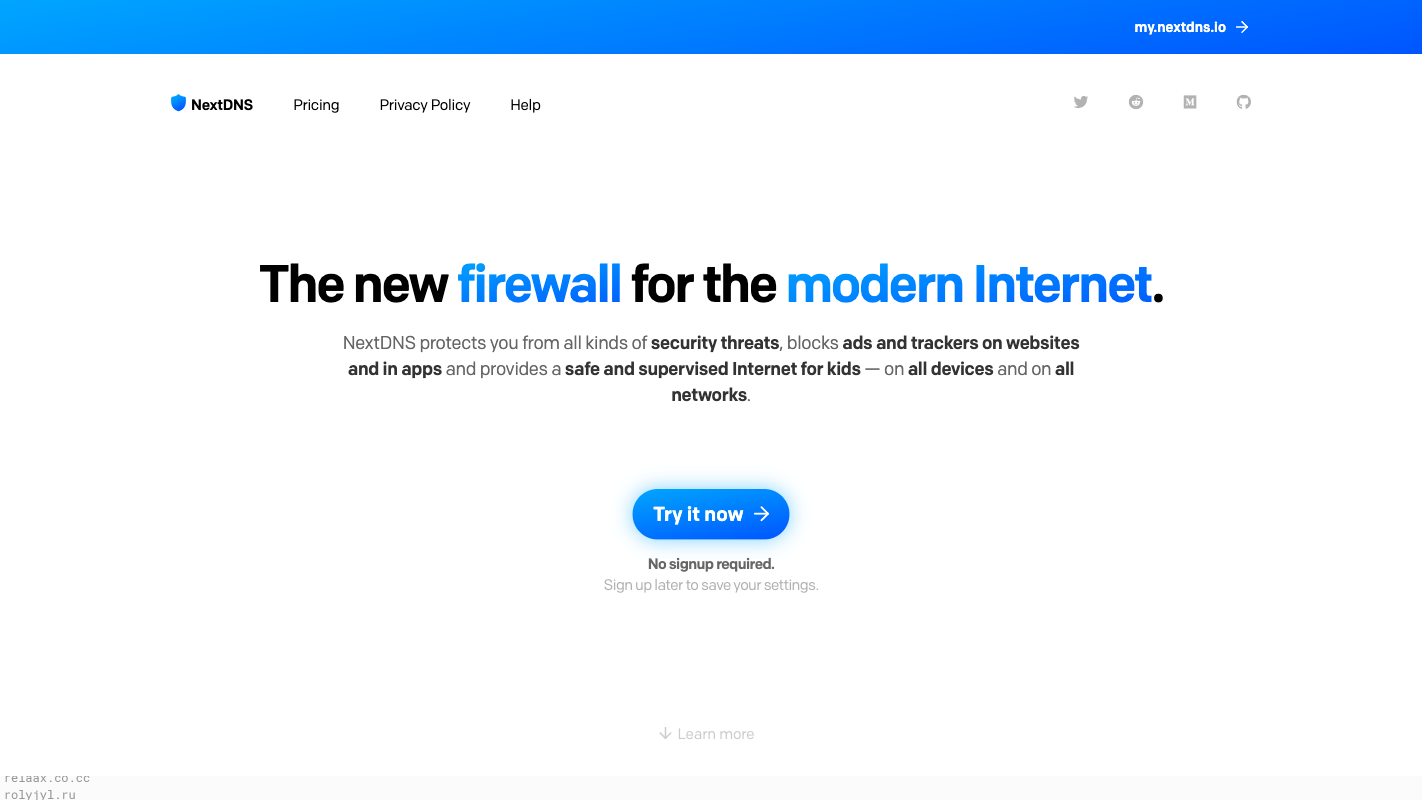 my.nextdns.io
NextDNS Pricing Privacy Policy Help
The new firewall for the modern Internet.
NextDNS protects you from all kinds of security threats, blocks ads and trackers on websites
and in apps and provides a safe and supervised Internet for kids — on all devices and on all
networks.
Try it now
No signup required.
Sign up later to save your settings.
Learn more
relaax.co.cc
rolyjyl.ru